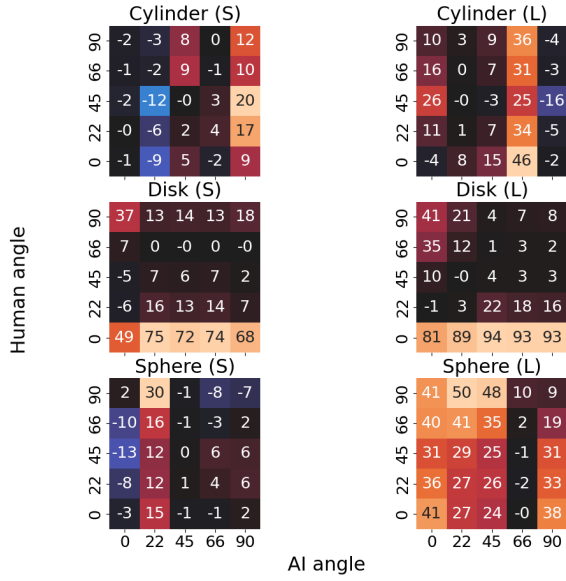 Cylinder (S) Cylinder (L)
90 -2 -3 8 0 12 90 10 3 9 36 -4
66 -1 -2 9 -1 10 66 16 0 7 31 -3
45 -2 -12 -0 3 20 45 26 -0 -3 25 -16
22 -0 -6 2 4 17 22 11 1 7 34 -5
0 -1 -9 5 -2 9 0 -4 8 15 46 -2
Disk (S) Disk (L)
90 37 13 14 13 18 90 41 21 4 7 8
66 7 0 -0 0 -0 66 35 12 1 3 2
45 -5 7 6 7 2 45 10 -0 4 3 3
22 -6 16 13 14 7 22 -1 3 22 18 16
0 49 75 72 74 68 0 81 89 94 93 93
Sphere (S) Sphere (L)
90 2 30 -1 -8 -7 90 41 50 48 10 9
66 -10 16 -1 -3 2 66 40 41 35 2 19
45 -13 12 0 6 6 45 31 29 25 -1 31
22 -8 12 1 4 6 22 36 27 26 -2 33
0 -3 15 -1 -1 2 0 41 27 24 -0 38
0 22 45 66 90 0 22 45 66 90
Human angle
AI angle